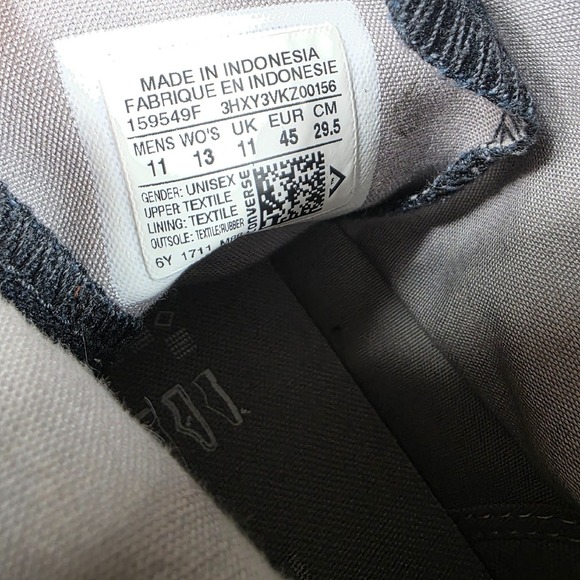 MADE IN INDONESIA
FABRIQUE EN INDONESIE
159549F 3HXY3VKZ00156
MENS WO'S UK EUR CM
11 13 11 45 29.5
GENDER: UNISEX
UPPER: TEXTILE
LINING: TEXTILE
OUTSOLE: TEXTILE/RUBBER
6Y 1711
CONVERSE